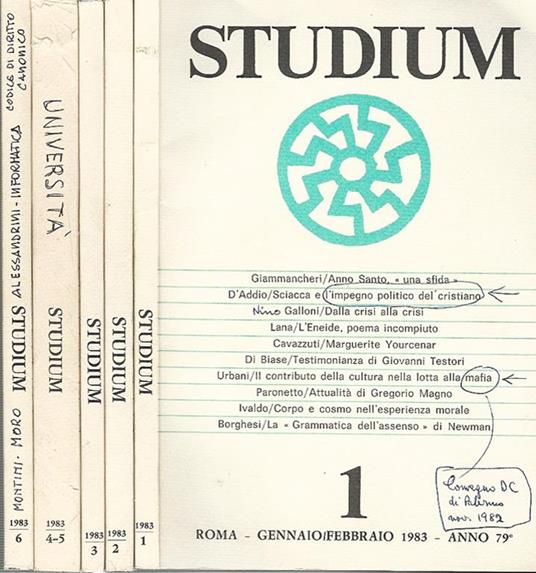 MONTINI - MORO STUDIUM ALESSANDRINI - INFORMATICA
CODICE DI DIRITTO
CANONICO
1983
6
UNIVERSITÀ
STUDIUM
1983
4-5
STUDIUM
1983
3
STUDIUM
1983
2
STUDIUM
1983
1
STUDIUM
Giammancheri/Anno Santo, « una sfida »
D'Addio/Sciacca e l'impegno politico del cristiano
Nino Galloni/Dalla crisi alla crisi
Lana/L'Eneide, poema incompiuto
Cavazzuti/Marguerite Yourcenar
Di Biase/Testimonianza di Giovanni Testori
Urbani/Il contributo della cultura nella lotta alla mafia
Paronetto/Attualità di Gregorio Magno
Ivaldo/Corpo e cosmo nell'esperienza morale
Borghesi/La « Grammatica dell'assenso » di Newman
Convegno DC
di Palermo
nov. 1982
1
ROMA - GENNAIO/FEBBRAIO 1983 - ANNO 79°